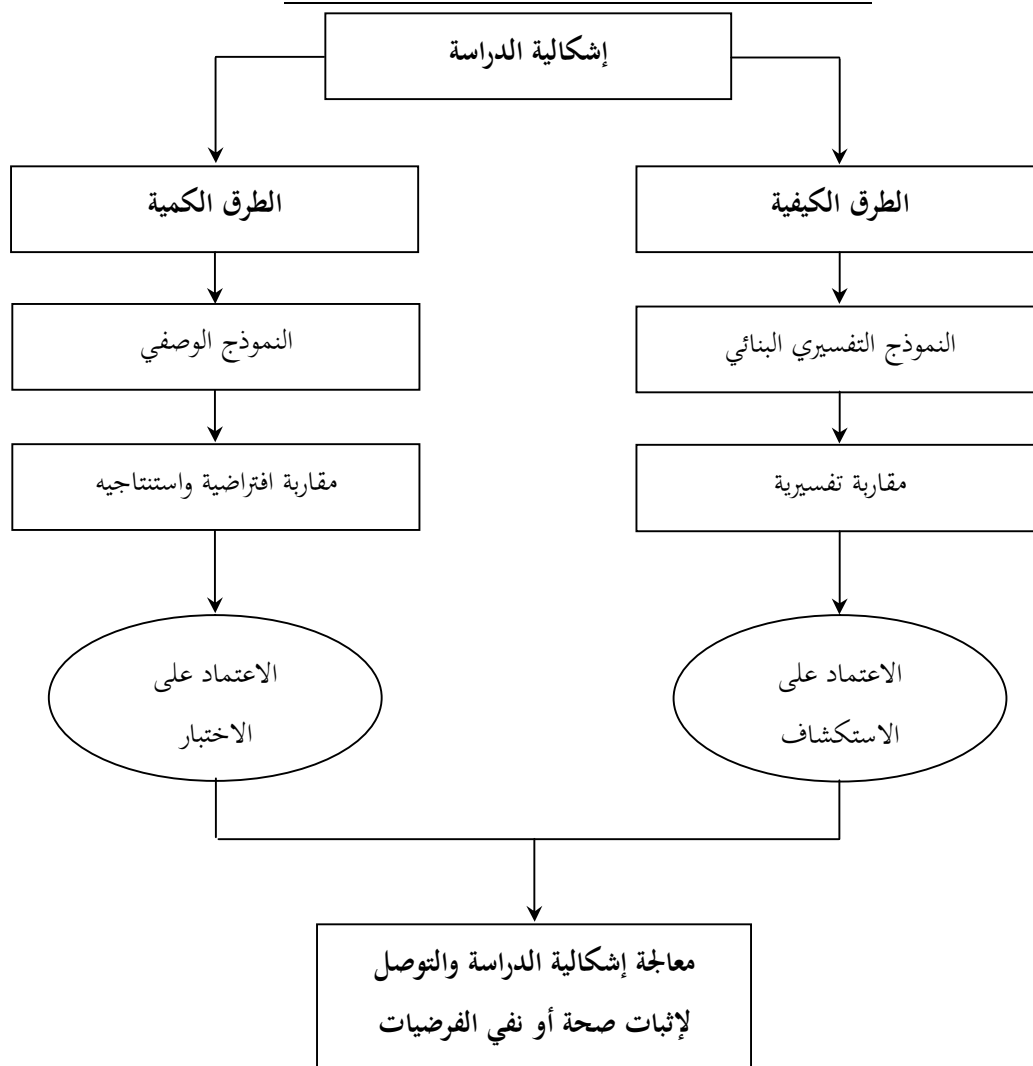 إشكالية الدراسة
الطرق الكيفية
الطرق الكمية
النموذج التفسيري البنائي
النموذج الوصفي
مقاربة تفسيرية
مقاربة افتراضية واستنتاجيه
الاعتماد على
الاستكشاف
الاعتماد على
الاختبار
معالجة إشكالية الدراسة والتوصل
لإثبات صحة أو نفي الفرضيات